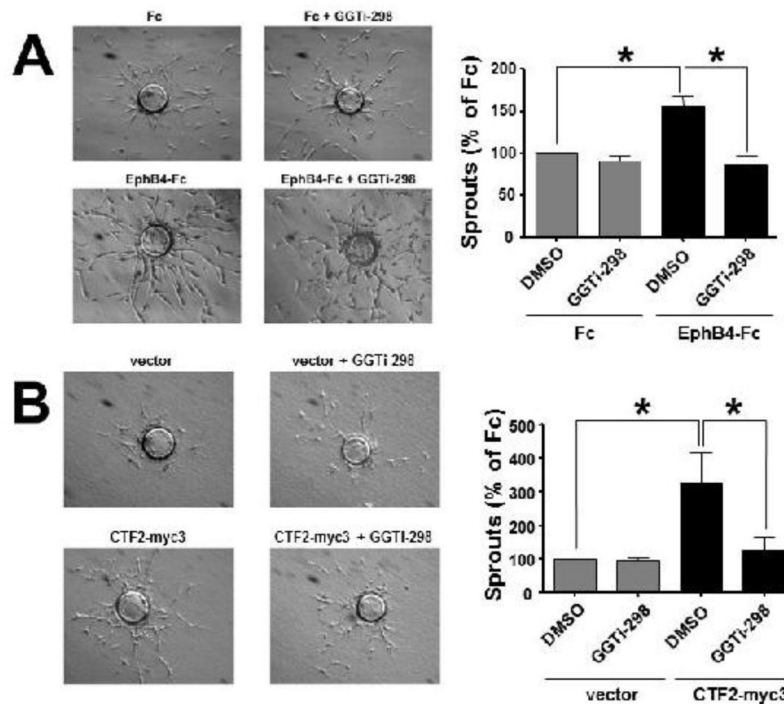 A
Fc
Fc + GGTi-298
EphB4-Fc
EphB4-Fc + GGTi-298
Sprouts (% of Fc)
200
150
100
50
0
*
*
DMSO
GGTi-298
DMSO
GGTi-298
Fc
EphB4-Fc
B
vector
vector + GGTi 298
CTF2-myc3
CTF2-myc3 + GGTI-298
Sprouts (% of Fc)
500
400
300
200
100
0
*
*
DMSO
GGTi-298
DMSO
GGTi-298
vector
CTF2-myc3